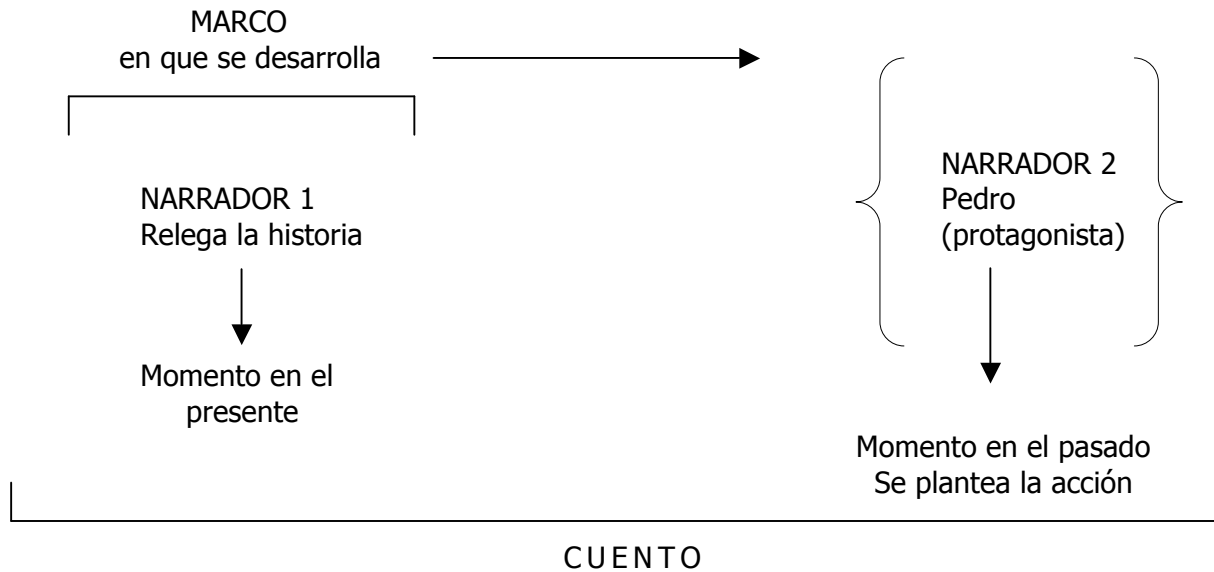 MARCO
en que se desarrolla
NARRADOR 1
Relega la historia
Momento en el
presente
NARRADOR 2
Pedro
(protagonista)
Momento en el pasado
Se plantea la acción
CUENTO